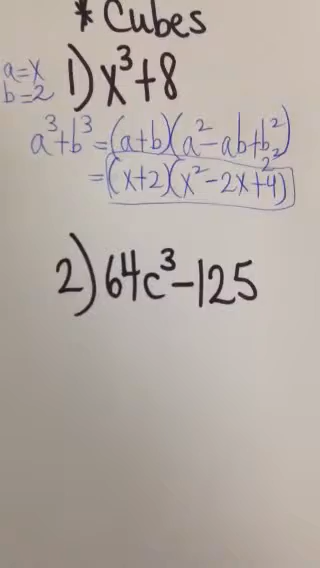 * Cubes
a=x
b=2
1) x³+8
a³+b³=(a+b)(a²-ab+b²)
=(x+2)(x²-2x+4)
2) 64c³-125